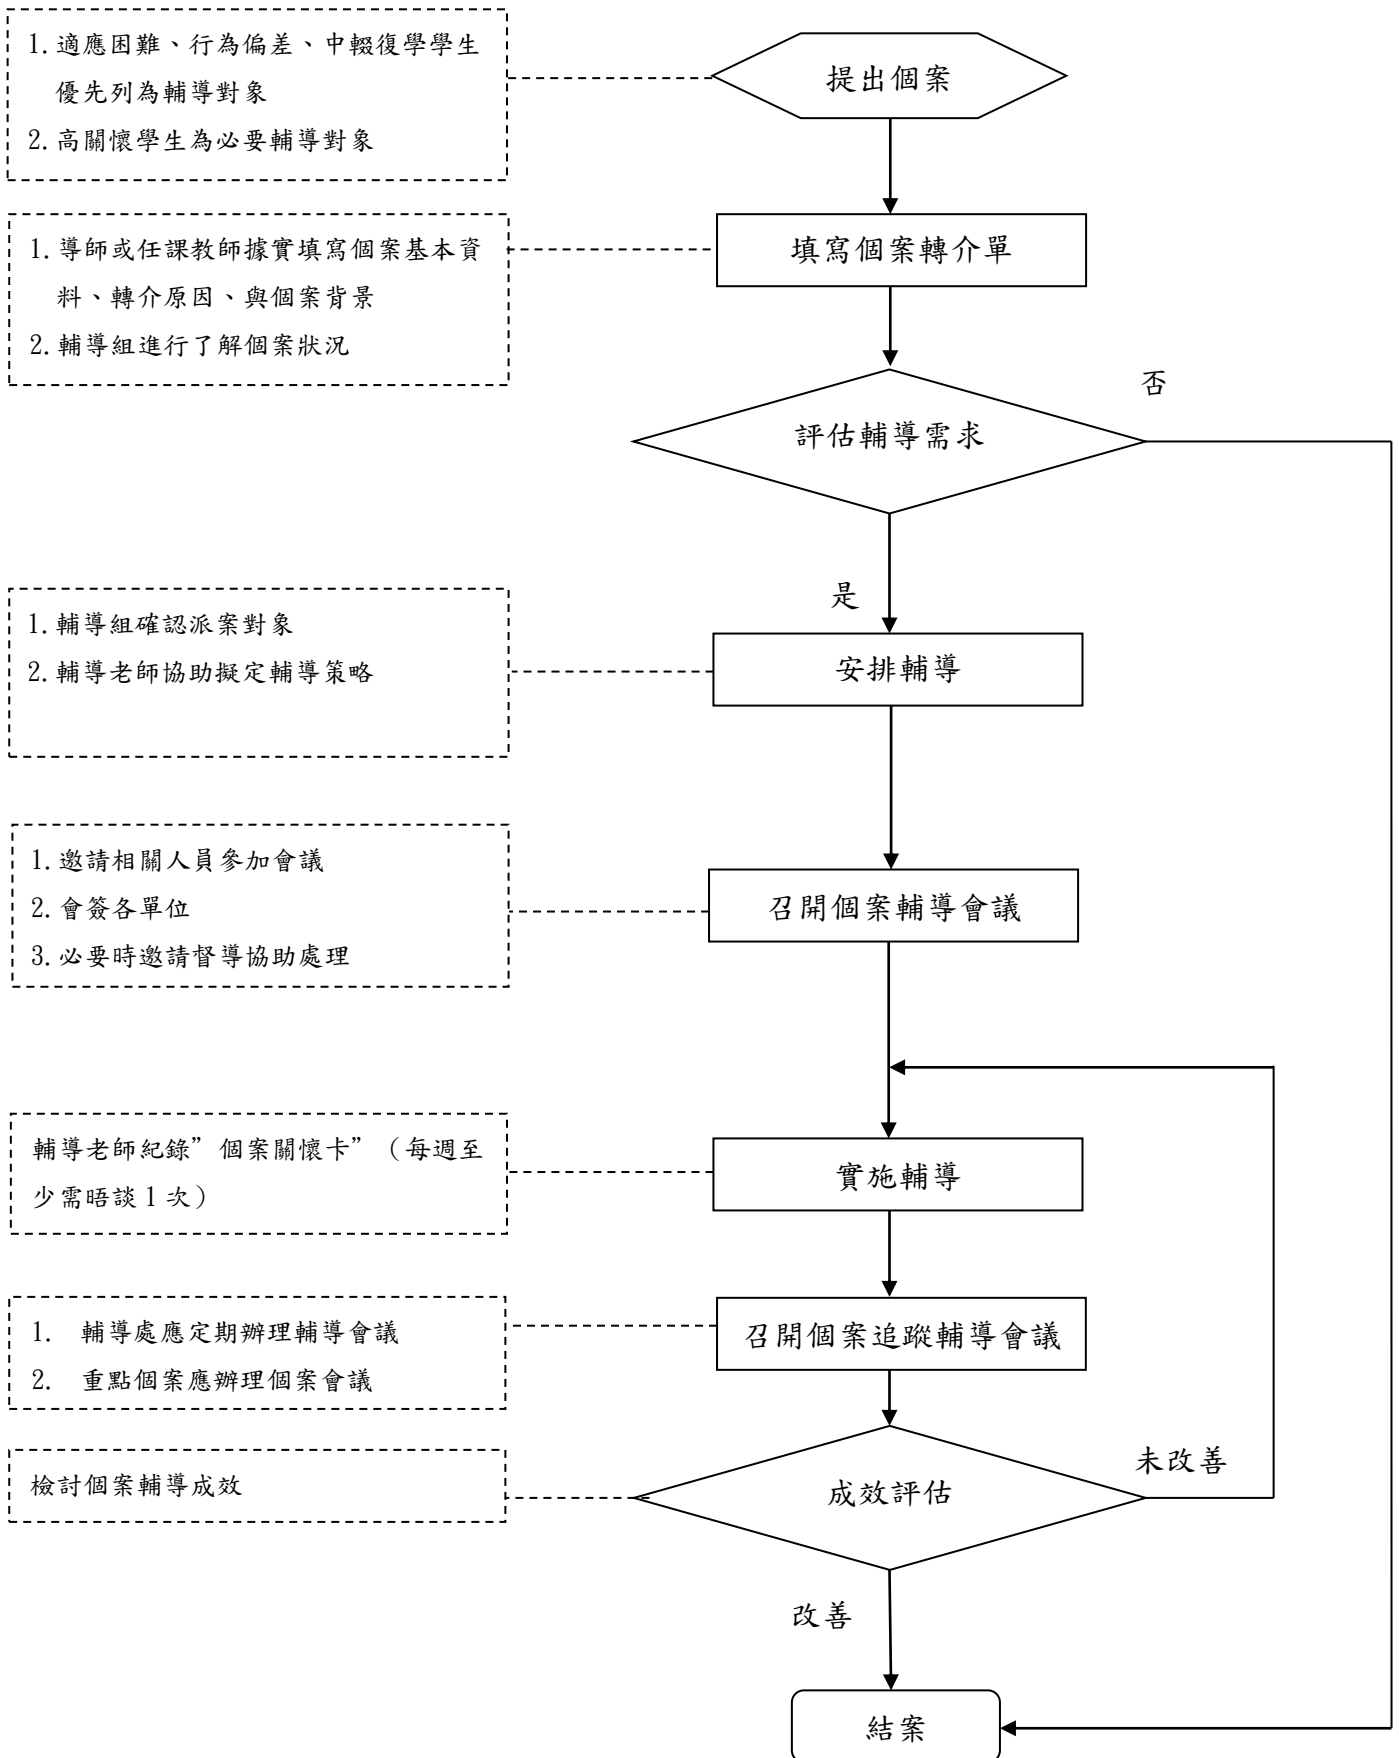 1.適應困難、行為偏差、中輟復學學生
優先列為輔導對象
2.高關懷學生為必要輔導對象
提出個案
1.導師或任課教師據實填寫個案基本資
料、轉介原因、與個案背景
2.輔導組進行了解個案狀況
填寫個案轉介單
否
評估輔導需求
是
1.輔導組確認派案對象
2.輔導老師協助擬定輔導策略
安排輔導
1.邀請相關人員參加會議
2.會簽各單位
3.必要時邀請督導協助處理
召開個案輔導會議
輔導老師紀錄”個案關懷卡”（每週至
少需晤談1次）
實施輔導
1. 輔導處應定期辦理輔導會議
2. 重點個案應辦理個案會議
召開個案追蹤輔導會議
檢討個案輔導成效
成效評估
未改善
改善
結案